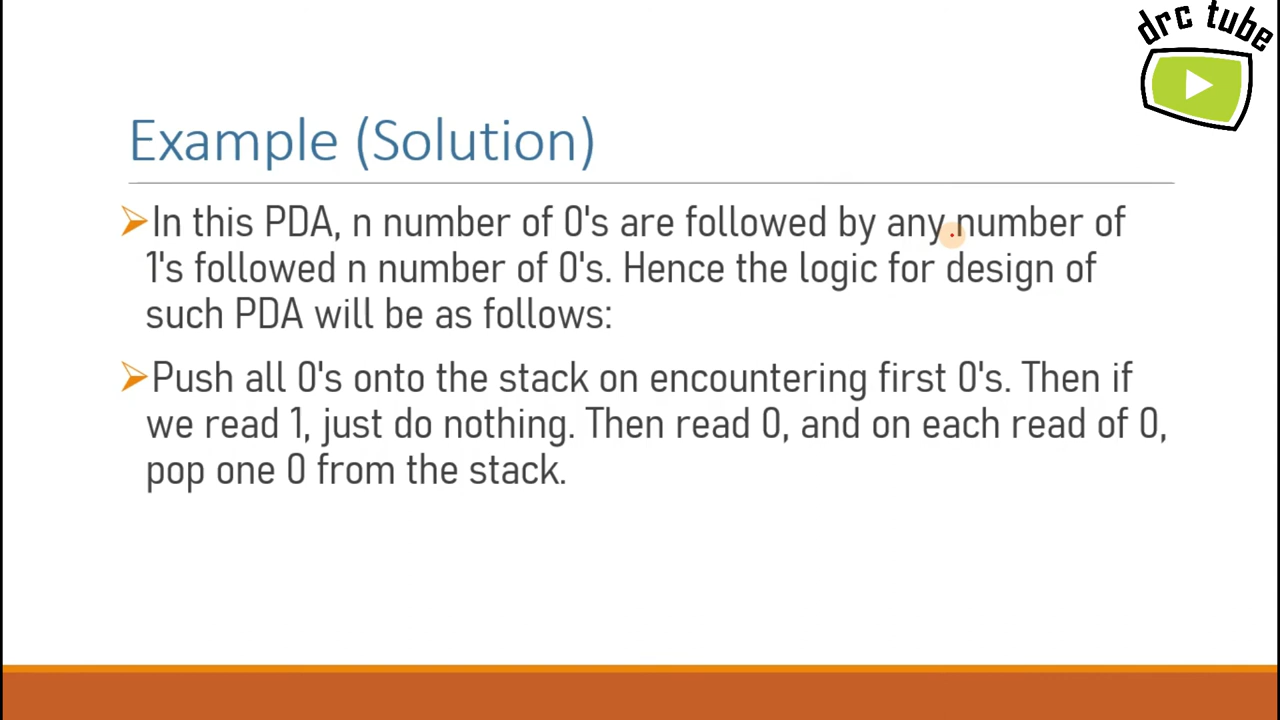 drc tube
Example (Solution)
In this PDA, n number of 0's are followed by any number of
1's followed n number of 0's. Hence the logic for design of
such PDA will be as follows:
Push all 0's onto the stack on encountering first 0's. Then if
we read 1, just do nothing. Then read 0, and on each read of 0,
pop one 0 from the stack.